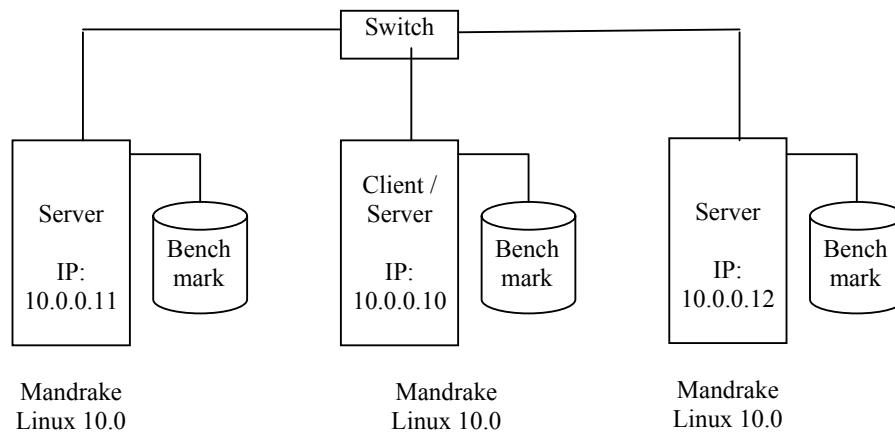 Switch
Server
IP:
10.0.0.11
Bench
mark
Client /
Server
IP:
10.0.0.10
Bench
mark
Server
IP:
10.0.0.12
Bench
mark
Mandrake
Linux 10.0
Mandrake
Linux 10.0
Mandrake
Linux 10.0